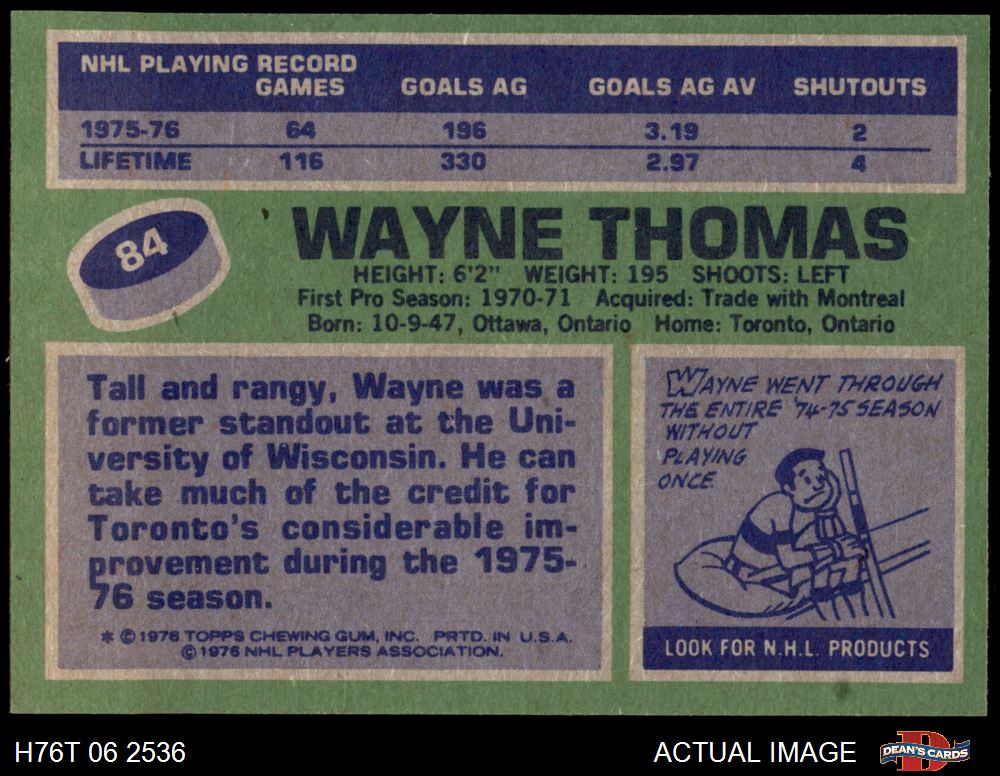 NHL PLAYING RECORD
GAMES GOALS AG GOALS AG AV SHUTOUTS
1975-76 64 196 3.19 2
LIFETIME 116 330 2.97 4
84
WAYNE THOMAS
HEIGHT: 6'2" WEIGHT: 195 SHOOTS: LEFT
First Pro Season: 1970-71 Acquired: Trade with Montreal
Born: 10-9-47, Ottawa, Ontario Home: Toronto, Ontario
Tall and rangy, Wayne was a
former standout at the Uni-
versity of Wisconsin. He can
take much of the credit for
Toronto's considerable im-
provement during the 1975-
76 season.
* © 1976 TOPPS CHEWING GUM, INC. PRTD. IN U.S.A.
© 1976 NHL PLAYERS ASSOCIATION.
WAYNE WENT THROUGH
THE ENTIRE '74-75 SEASON
WITHOUT
PLAYING
ONCE.
LOOK FOR N.H.L. PRODUCTS
H76T 06 2536
ACTUAL IMAGE
DEAN'S CARDS